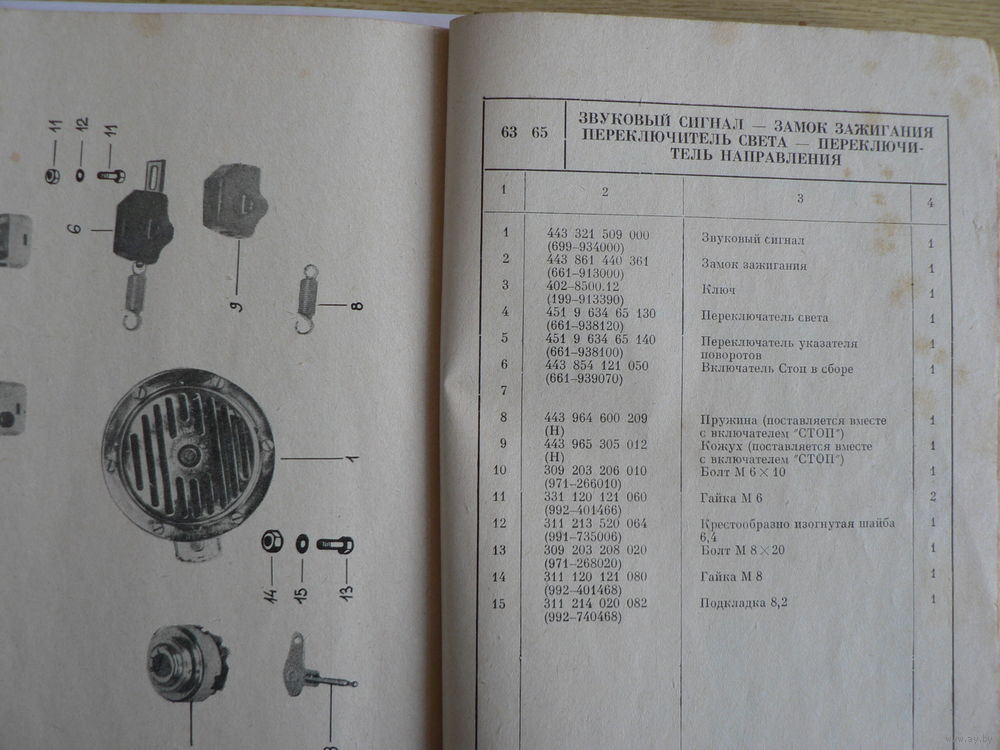 11
12
11
6
9
8
1
14
15
13
3
63 65
ЗВУКОВЫЙ СИГНАЛ — ЗАМОК ЗАЖИГАНИЯ
ПЕРЕКЛЮЧИТЕЛЬ СВЕТА — ПЕРЕКЛЮЧИ-
ТЕЛЬ НАПРАВЛЕНИЯ
1 2 3 4
1 443 321 509 000 Звуковый сигнал 1
(699–934000)
2 443 861 440 361 Замок зажигания 1
(661–913000)
3 402–8500.12 Ключ 1
(199–913390)
4 451 9 634 65 130 Переключатель света 1
(661–938120)
5 451 9 634 65 140 Переключатель указателя 1
(661–938100) поворотов
6 443 854 121 050 Включатель Стоп в сборе 1
(661–939070)
7
8 443 964 600 209 Пружина (поставляется вместе 1
(Н) с включателем "СТОП")
9 443 965 305 012 Кожух (поставляется вместе 1
(Н) с включателем "СТОП")
10 309 203 206 010 Болт М 6 × 10 1
(971–266010)
11 331 120 121 060 Гайка М 6 2
(992–401466)
12 311 213 520 064 Крестообразно изогнутая шайба 1
(991–735006) 6,4
13 309 203 208 020 Болт М 8 × 20 1
(971–268020)
14 311 120 121 080 Гайка М 8 1
(992–401468)
15 311 214 020 082 Подкладка 8,2 1
(992–740468)
www.ay.by